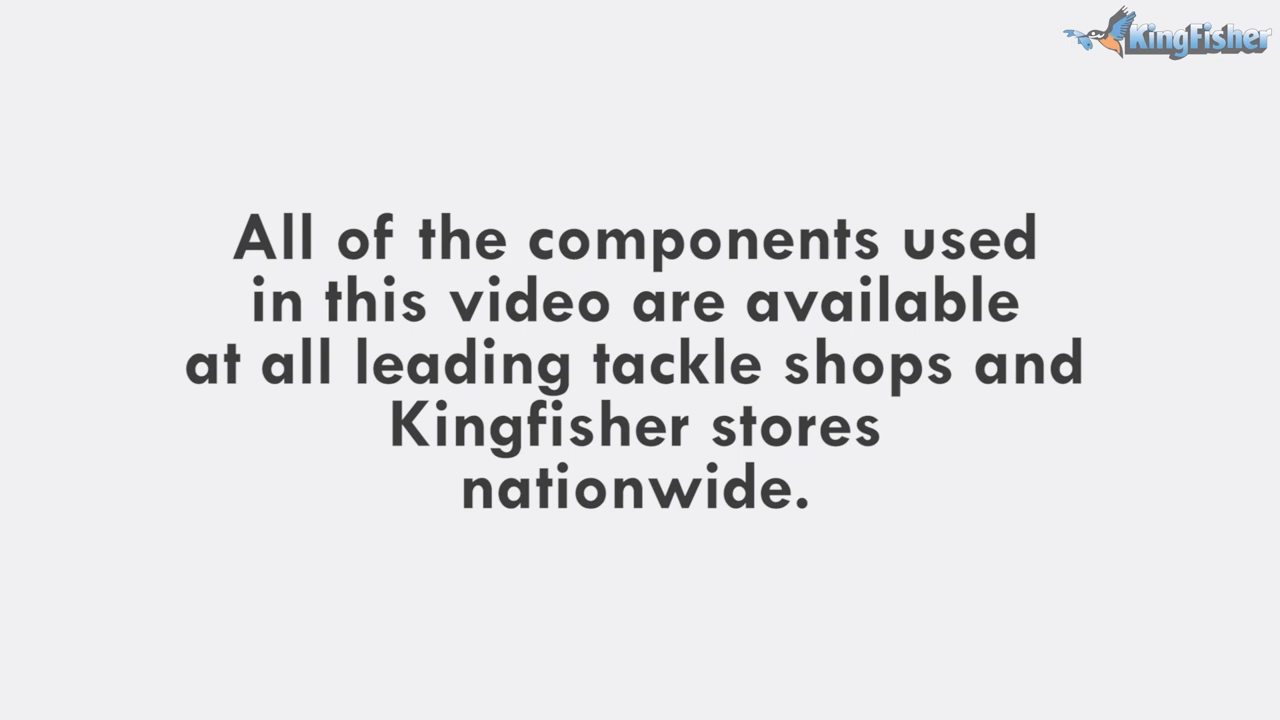 KingFisher
All of the components used
in this video are available
at all leading tackle shops and
Kingfisher stores
nationwide.